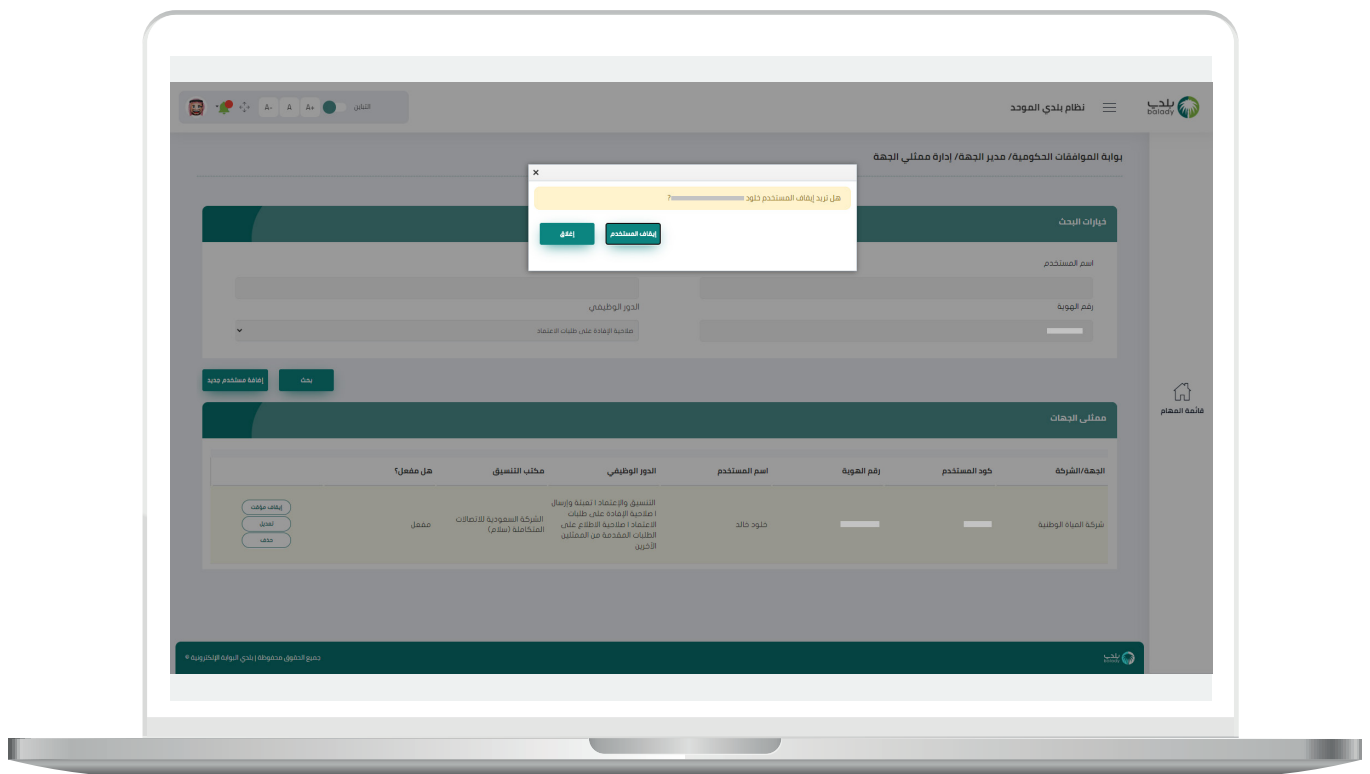 بلدي
balady
نظام بلدي الموحد
التباين
A+
A
A-
بوابة الموافقات الحكومية/ مدير الجهة/ إدارة ممثلي الجهة
×
هل تريد إيقاف المستخدم خلود ?
إيقاف المستخدم
إغلاق
خيارات البحث
اسم المستخدم
رقم الهوية
الدور الوظيفي
صلاحية الإفادة على طلبات الاعتماد
بحث
إضافة مستخدم جديد
قائمة المهام
ممثلي الجهات
الجهة/الشركة كود المستخدم رقم الهوية اسم المستخدم الدور الوظيفي مكتب التنسيق هل مفعل؟
شركة المياه الوطنية
خلود خالد
التنسيق والإعتماد ا تعبئة وإرسال
ا صلاحية الإفادة على طلبات
الاعتماد ا صلاحية الاطلاع على
الطلبات المقدمة من الممثلين
الآخرين
الشركة السعودية للاتصالات
المتكاملة (سلام)
مفعل
إيقاف مؤقت
تعديل
حذف
بلدي
جميع الحقوق محفوظة | بلدي البوابة الإلكترونية ©